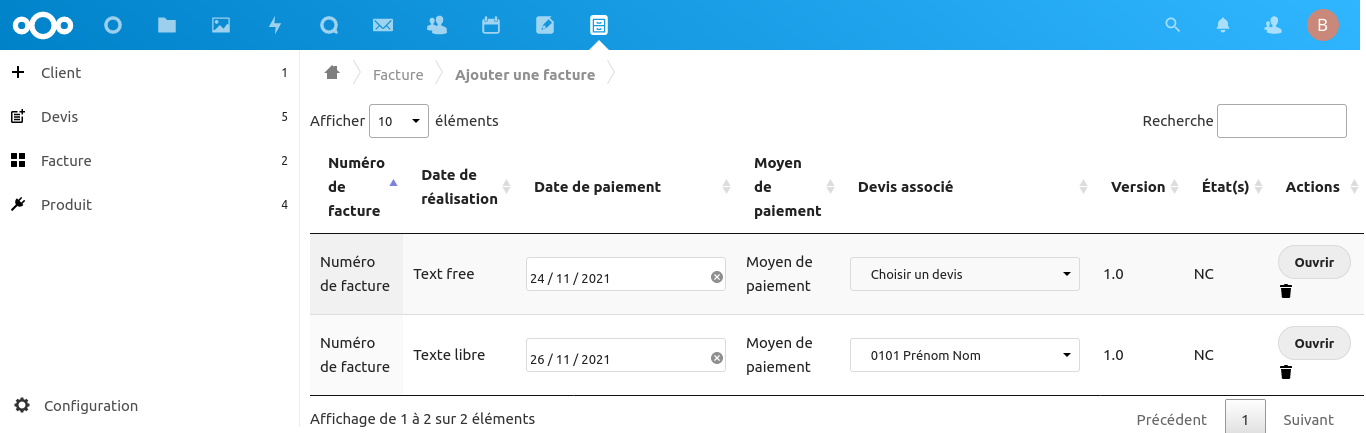 B
Client 1
Devis 5
Facture 2
Produit 4
Configuration
Facture Ajouter une facture
Afficher 10 éléments Recherche
Numéro de facture Date de réalisation Date de paiement Moyen de paiement Devis associé Version État(s) Actions
Numéro de facture Text free 24 / 11 / 2021 Moyen de paiement Choisir un devis 1.0 NC Ouvrir
Numéro de facture Texte libre 26 / 11 / 2021 Moyen de paiement 0101 Prénom Nom 1.0 NC Ouvrir
Affichage de 1 à 2 sur 2 éléments Précédent 1 Suivant